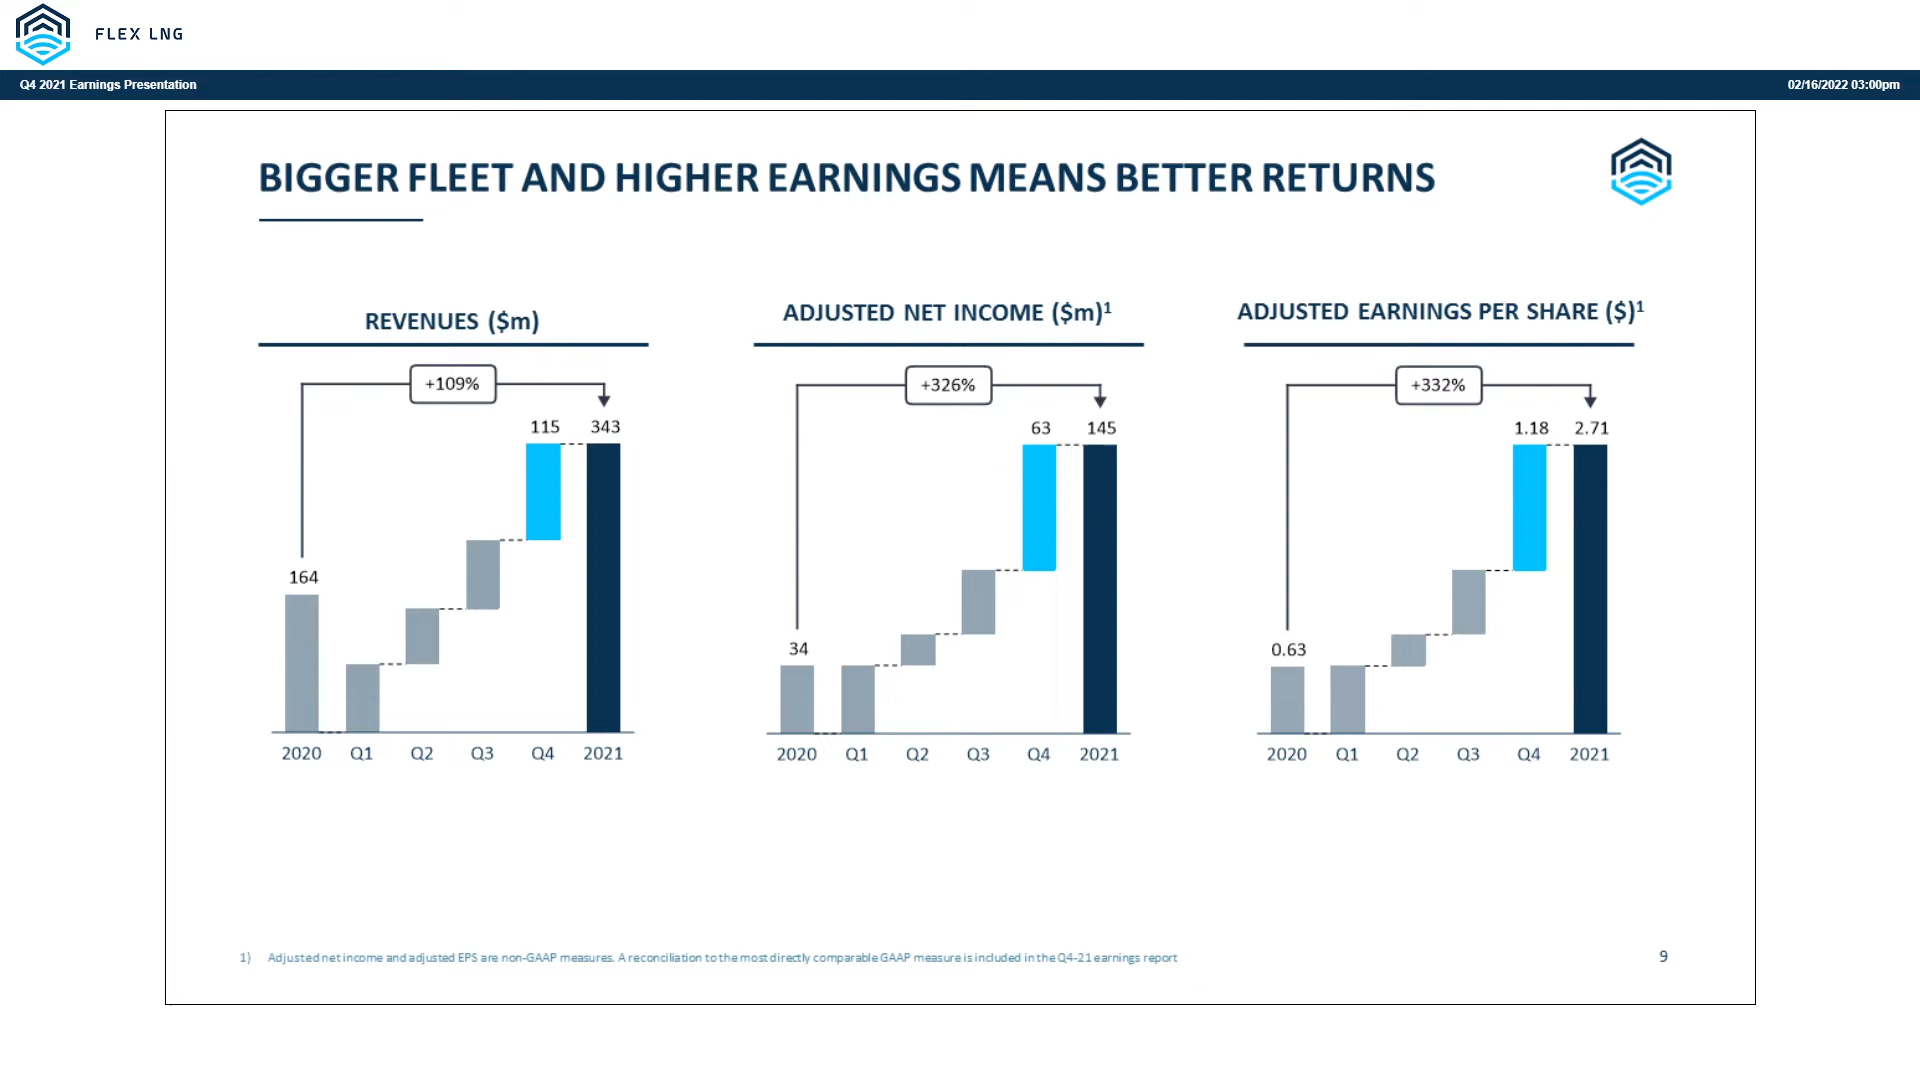 FLEX LNG
Q4 2021 Earnings Presentation
02/16/2022 03:00pm
BIGGER FLEET AND HIGHER EARNINGS MEANS BETTER RETURNS
REVENUES ($m)
+109%
115
343
164
2020 Q1 Q2 Q3 Q4 2021
ADJUSTED NET INCOME ($m)¹
+326%
63
145
34
2020 Q1 Q2 Q3 Q4 2021
ADJUSTED EARNINGS PER SHARE ($)¹
+332%
1.18
2.71
0.63
2020 Q1 Q2 Q3 Q4 2021
1) Adjusted net income and adjusted EPS are non-GAAP measures. A reconciliation to the most directly comparable GAAP measure is included in the Q4-21 earnings report
9